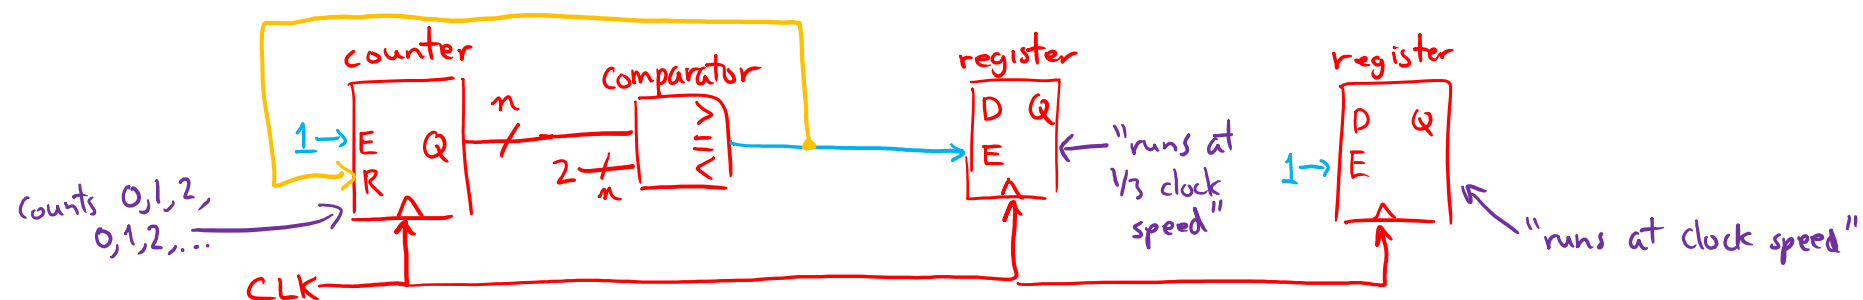 counter
comparator
register
register
n
>
=
<
1
E
Q
R
2
n
D Q
E
"runs at
1/3 clock
speed"
D Q
1
E
Counts 0,1,2,
0,1,2,...
"runs at clock speed"
CLK